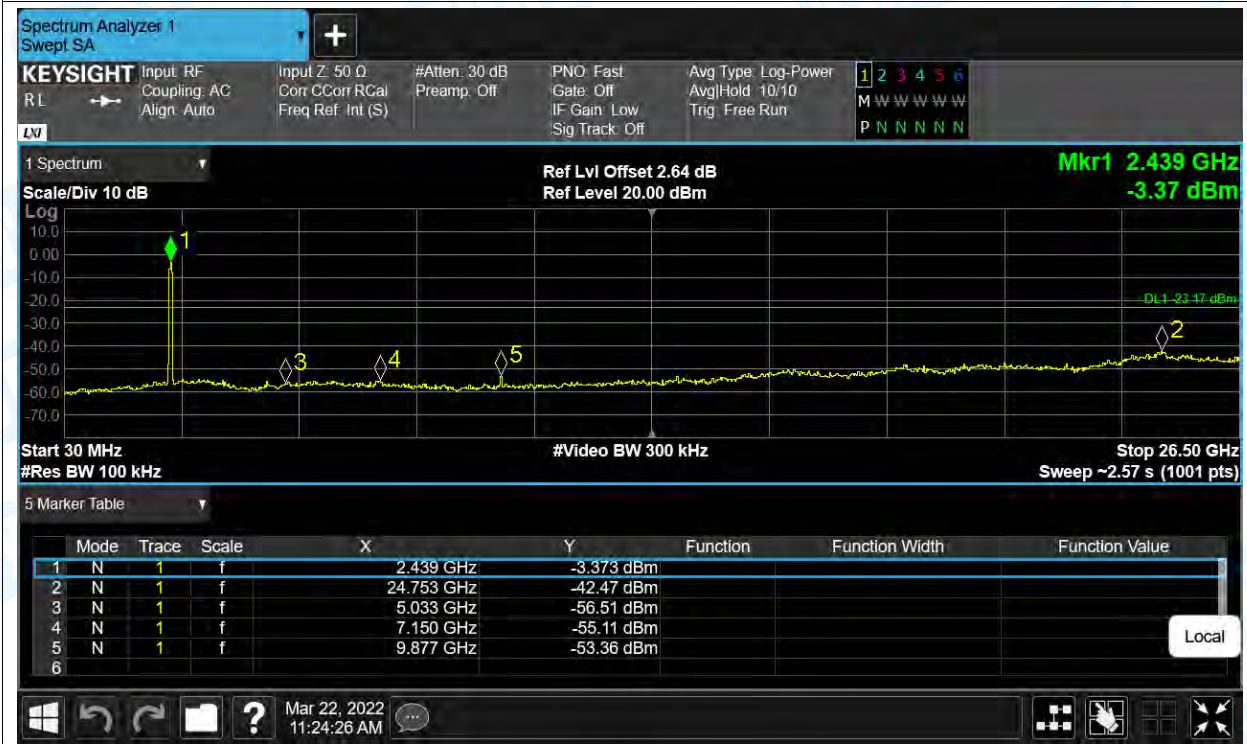 Spectrum Analyzer 1
Swept SA
KEYSIGHT Input: RF Input Z: 50 Ω #Atten: 30 dB PNO: Fast Avg Type: Log-Power 1 2 3 4 5 6
RL Coupling: AC Corr CCorr RCal Preamp: Off Gate: Off Avg|Hold: 10/10 M W W W W W
Align: Auto Freq Ref: Int (S) IF Gain: Low Trig: Free Run
LXI Sig Track: Off P N N N N N
1 Spectrum Ref Lvl Offset 2.64 dB Mkr1 2.439 GHz
Scale/Div 10 dB Ref Level 20.00 dBm -3.37 dBm
Log
10.0
0.00
-10.0
-20.0
-30.0
-40.0
-50.0
-60.0
-70.0
1
DL1 -23.17 dBm
2
3
4
5
Start 30 MHz #Video BW 300 kHz Stop 26.50 GHz
#Res BW 100 kHz Sweep ~2.57 s (1001 pts)
5 Marker Table
Mode Trace Scale X Y Function Function Width Function Value
1 N 1 f 2.439 GHz -3.373 dBm
2 N 1 f 24.753 GHz -42.47 dBm
3 N 1 f 5.033 GHz -56.51 dBm
4 N 1 f 7.150 GHz -55.11 dBm
5 N 1 f 9.877 GHz -53.36 dBm
6
Local
? Mar 22, 2022
11:24:26 AM